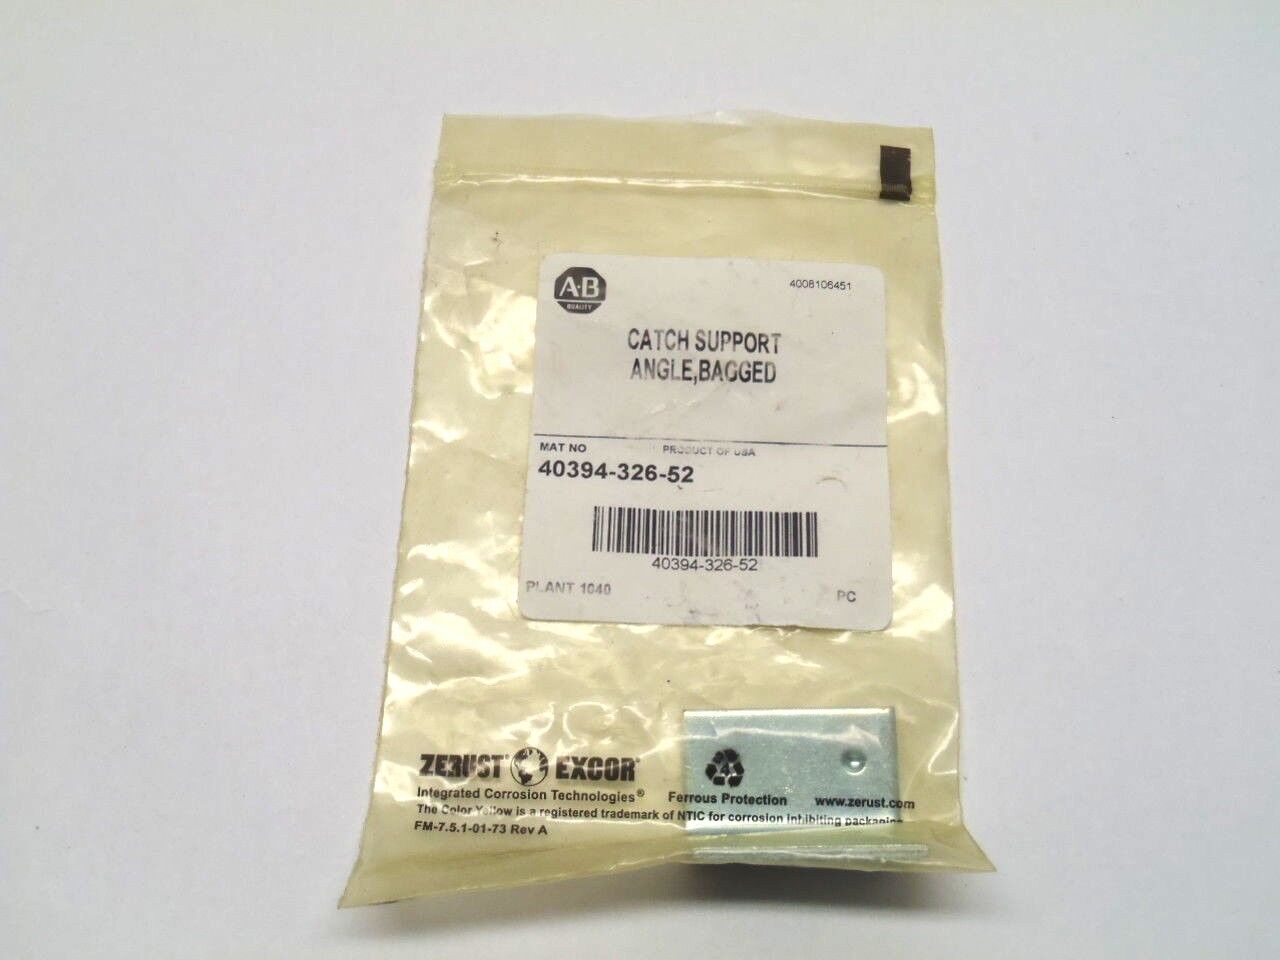 A-B
QUALITY
4008106451
CATCH SUPPORT
ANGLE,BAGGED
MAT NO
PRODUCT OF USA
40394-326-52
40394-326-52
PLANT 1040
PC
ZERUST® EXCOR®
Integrated Corrosion Technologies®
Ferrous Protection
www.zerust.com
The Color Yellow is a registered trademark of NTIC for corrosion inhibiting packaging
FM-7.5.1-01-73 Rev A
4